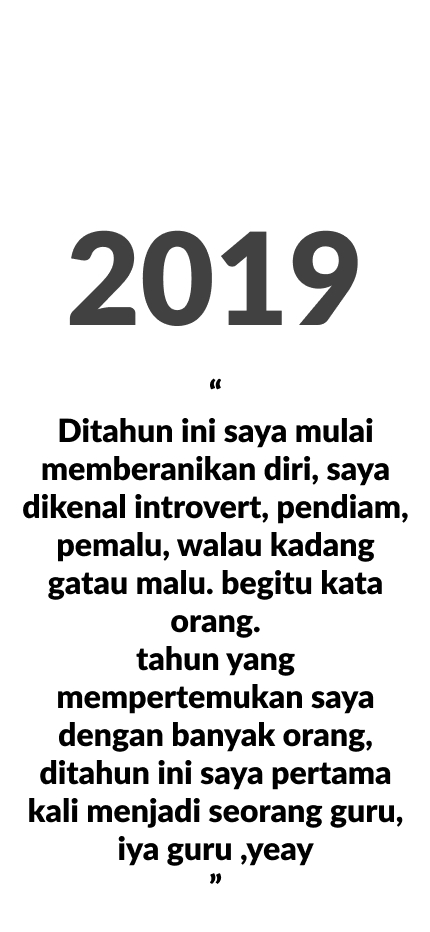 2019
“
Ditahun ini saya mulai
memberanikan diri, saya
dikenal introvert, pendiam,
pemalu, walau kadang
gatau malu. begitu kata
orang.
tahun yang
mempertemukan saya
dengan banyak orang,
ditahun ini saya pertama
kali menjadi seorang guru,
iya guru ,yeay
”